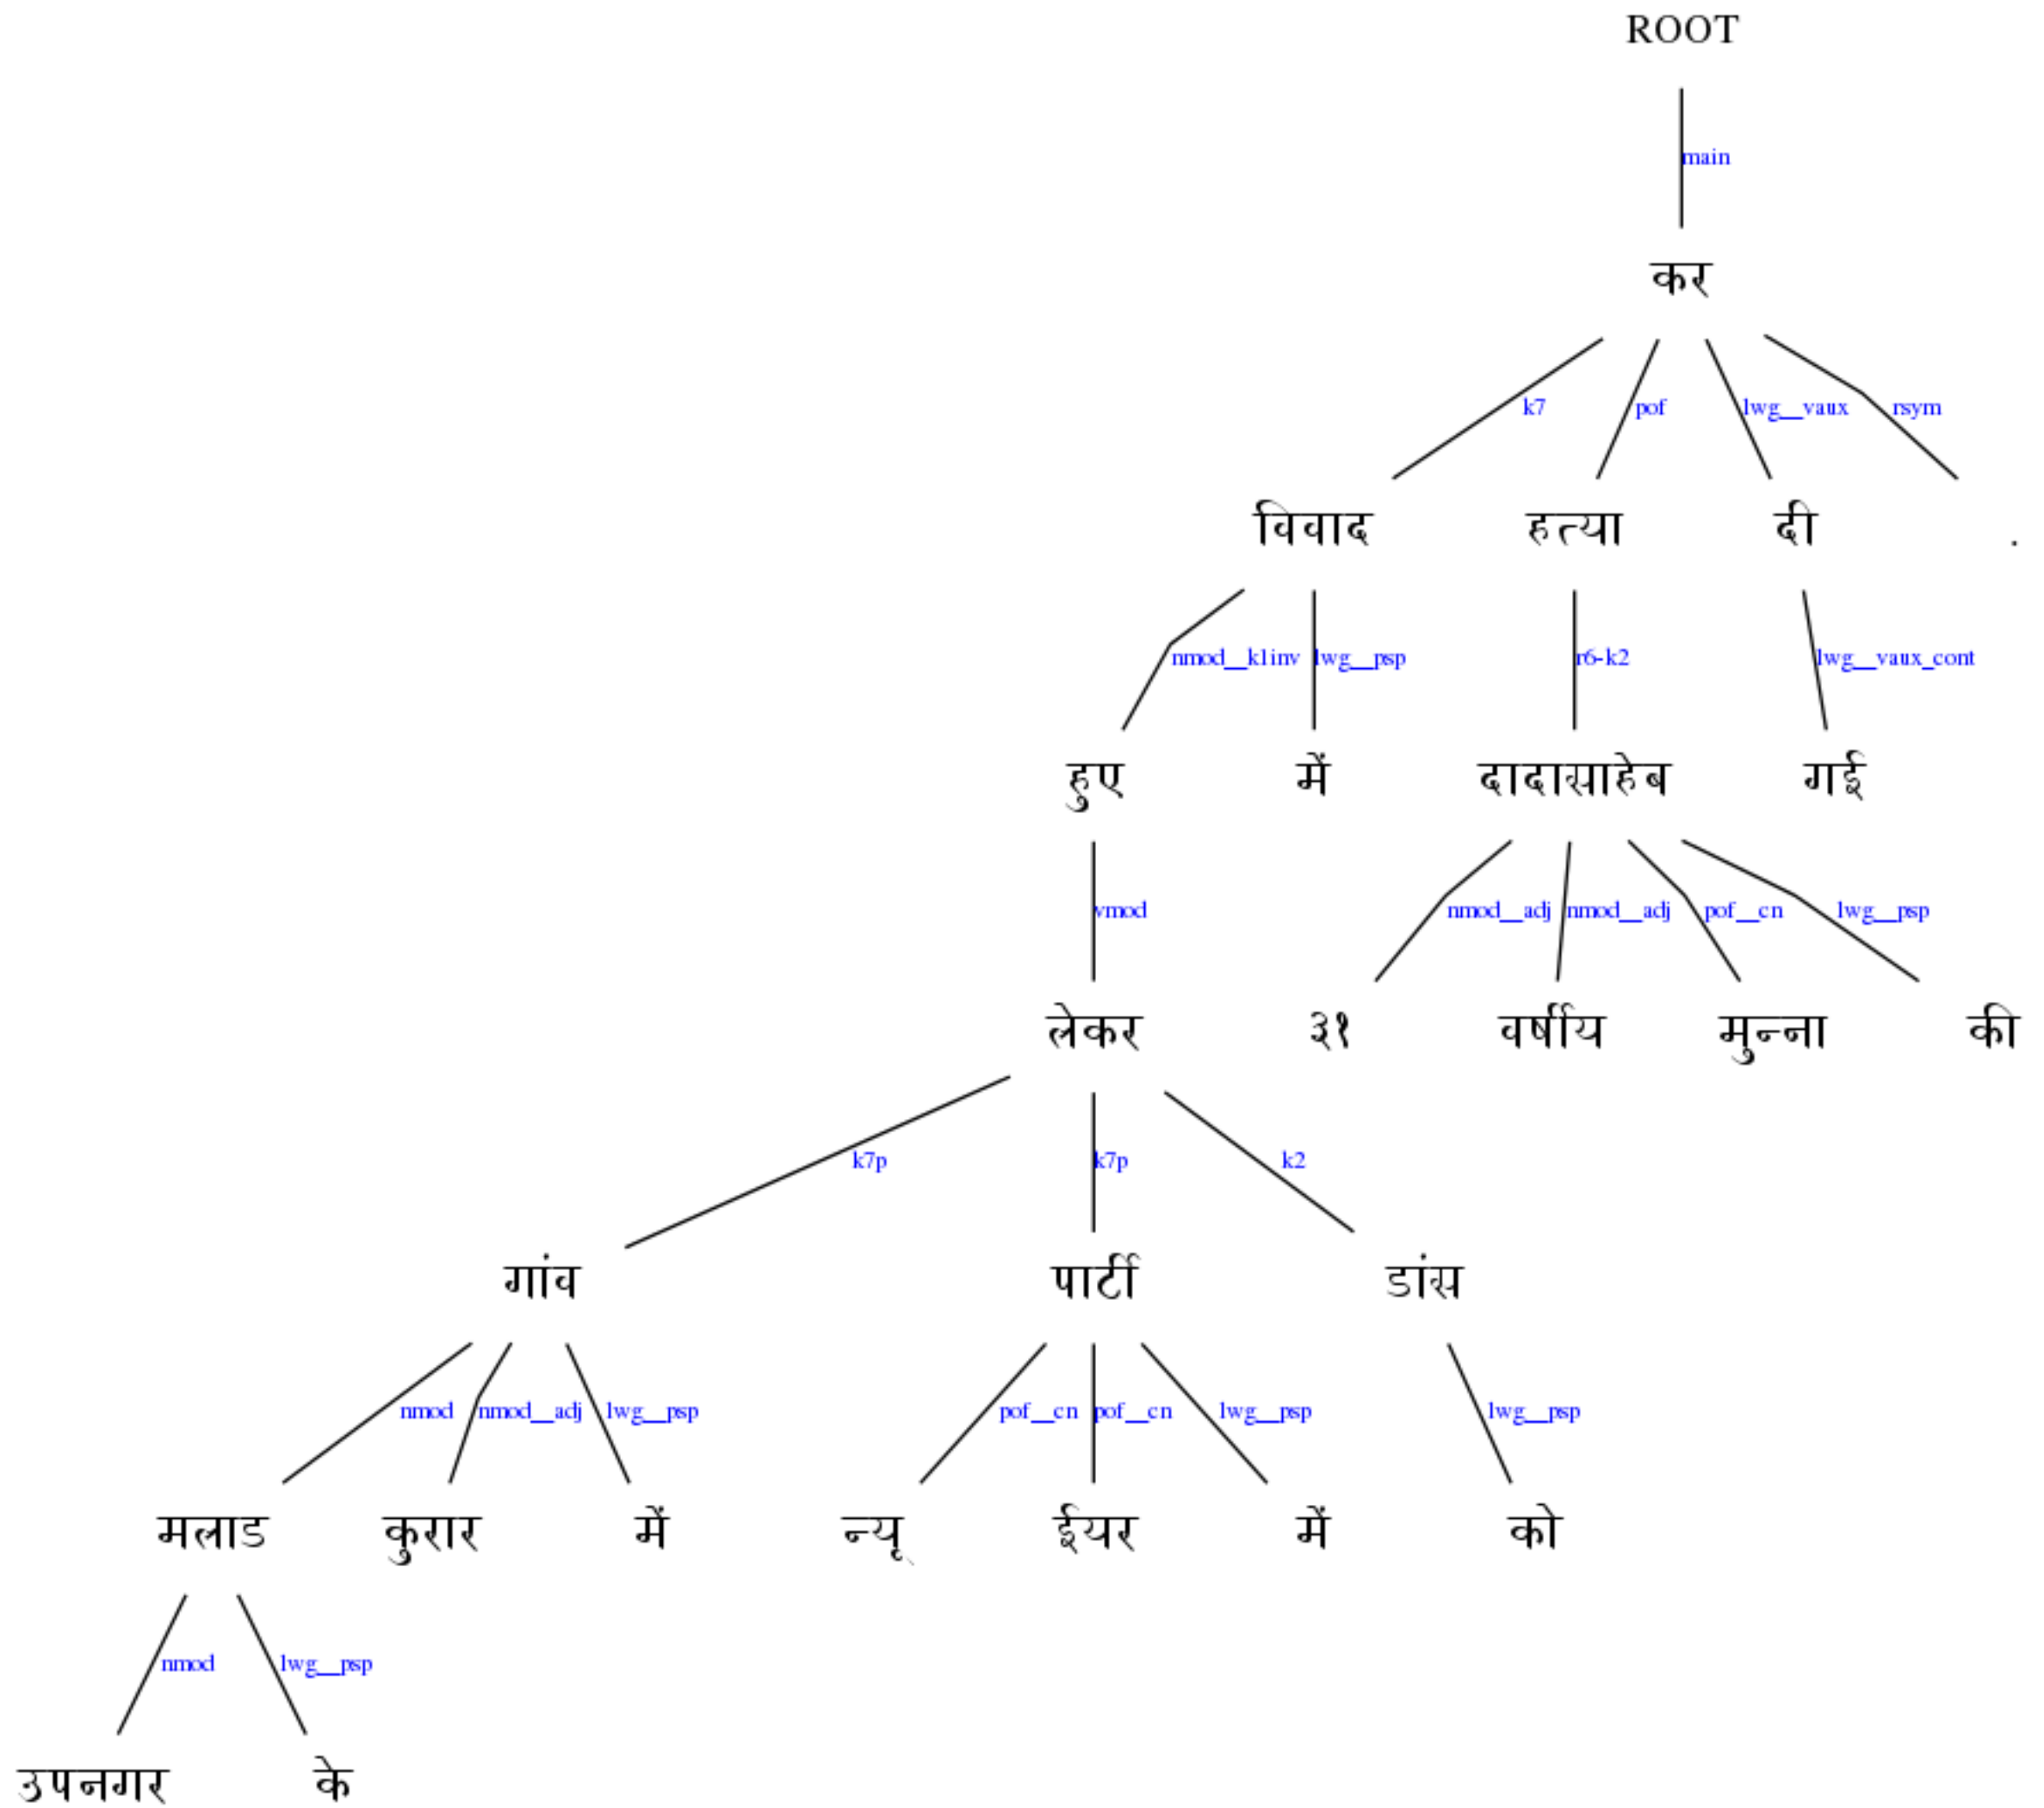 ROOT
main
कर
k7 pof lwg__vaux rsym
विवाद हत्या दी .
nmod__k1inv lwg__psp r6-k2 lwg__vaux_cont
हुए में दादासाहेब गई
vmod nmod__adj nmod__adj pof__cn lwg__psp
लेकर ३१ वर्षीय मुन्ना की
k7p k7p k2
गांव पार्टी डांस
nmod nmod__adj lwg__psp pof__cn pof__cn lwg__psp lwg__psp
मलाड कुरार में न्यू ईयर में को
nmod lwg__psp
उपनगर के